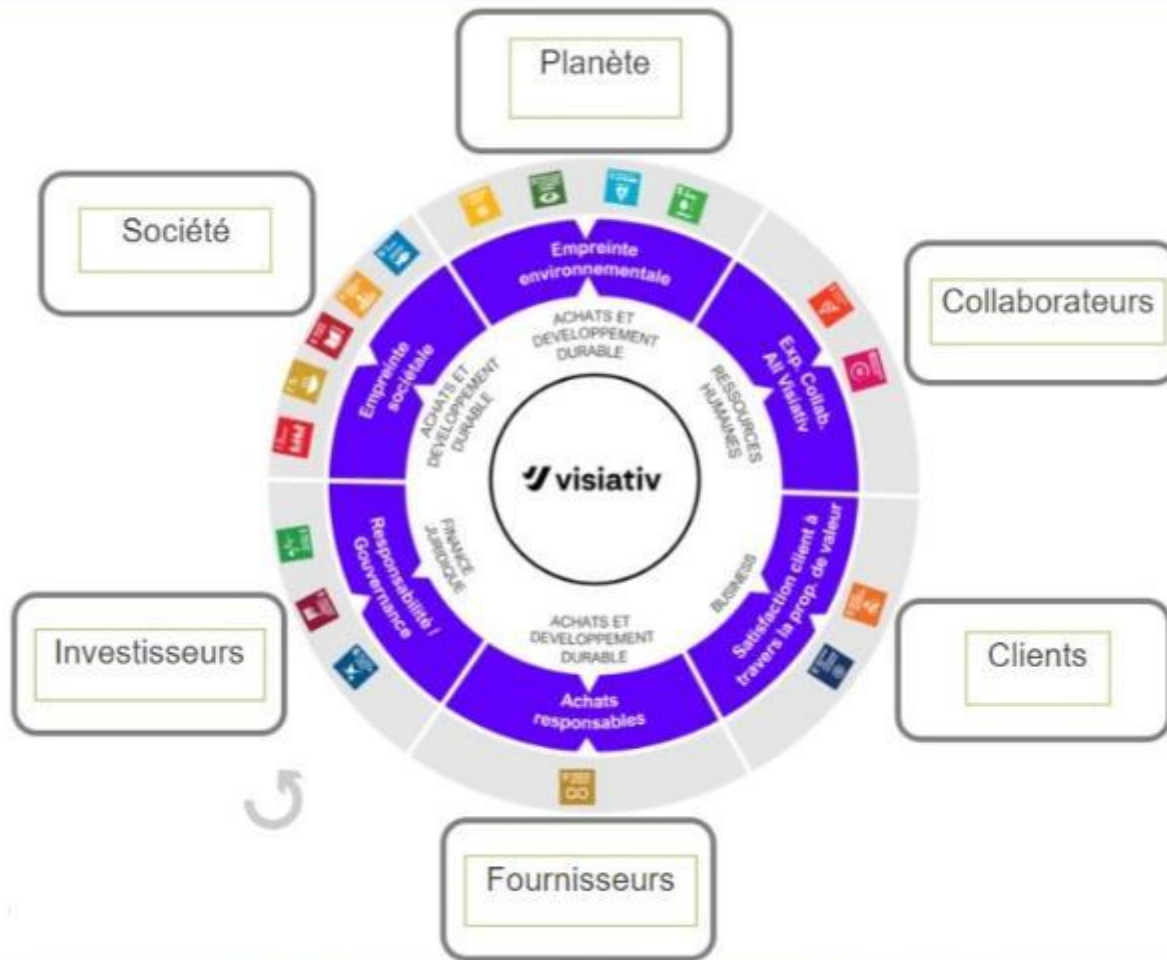 Planète
Société
Collaborateurs
Empreinte
environnementale
ACHATS ET
DEVELOPPEMENT
DURABLE
Empreinte
sociétale
ACHATS ET
DEVELOPPEMENT
DURABLE
Exp. Collab.
All Visiativ
RESSOURCES
HUMAINES
visiativ
Responsabilité /
Gouvernance
FINANCE
JURIDIQUE
BUSINESS
Satisfaction client à
travers la prop. de valeur
ACHATS ET
DEVELOPPEMENT
DURABLE
Achats
responsables
Investisseurs
Clients
Fournisseurs